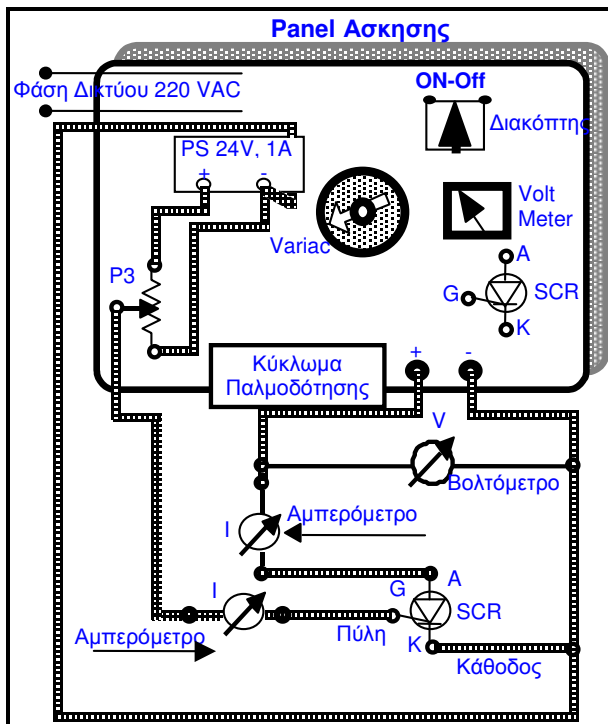 Panel Ασκησης
Φάση Δικτύου 220 VAC
ON-Off
Διακόπτης
PS 24V, 1A
+ -
Volt
Meter
Variac
A
P3
G
SCR
K
Κύκλωμα
Παλμοδότησης
+ -
V
Βολτόμετρο
Αμπερόμετρο
I
G
A
I
SCR
Πύλη
Αμπερόμετρο
K
Κάθοδος